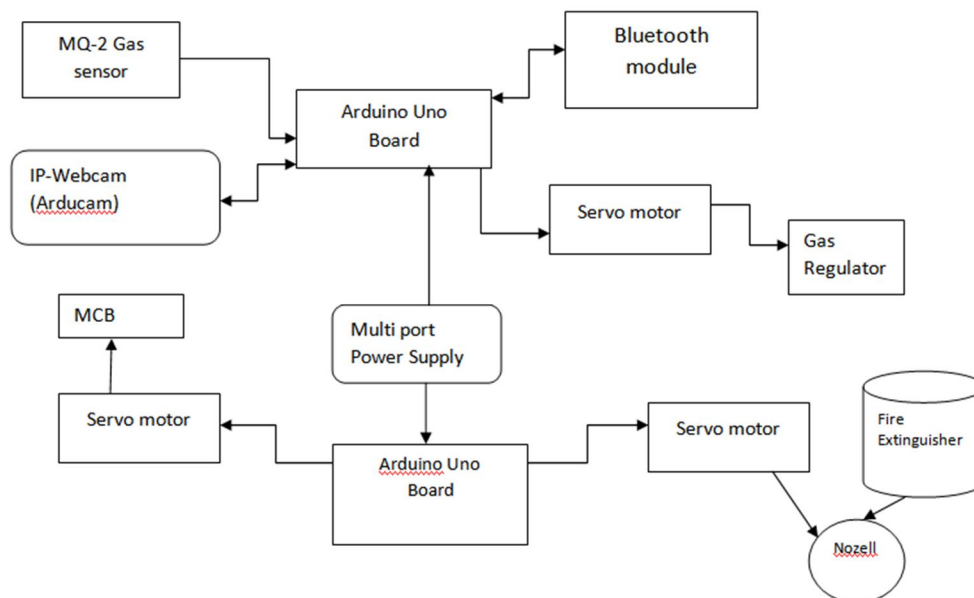 MQ-2 Gas
sensor
Bluetooth
module
Arduino Uno
Board
IP-Webcam
(Arducam)
Servo motor
Gas
Regulator
MCB
Multi port
Power Supply
Servo motor
Servo motor
Fire
Extinguisher
Arduino Uno
Board
Nozell